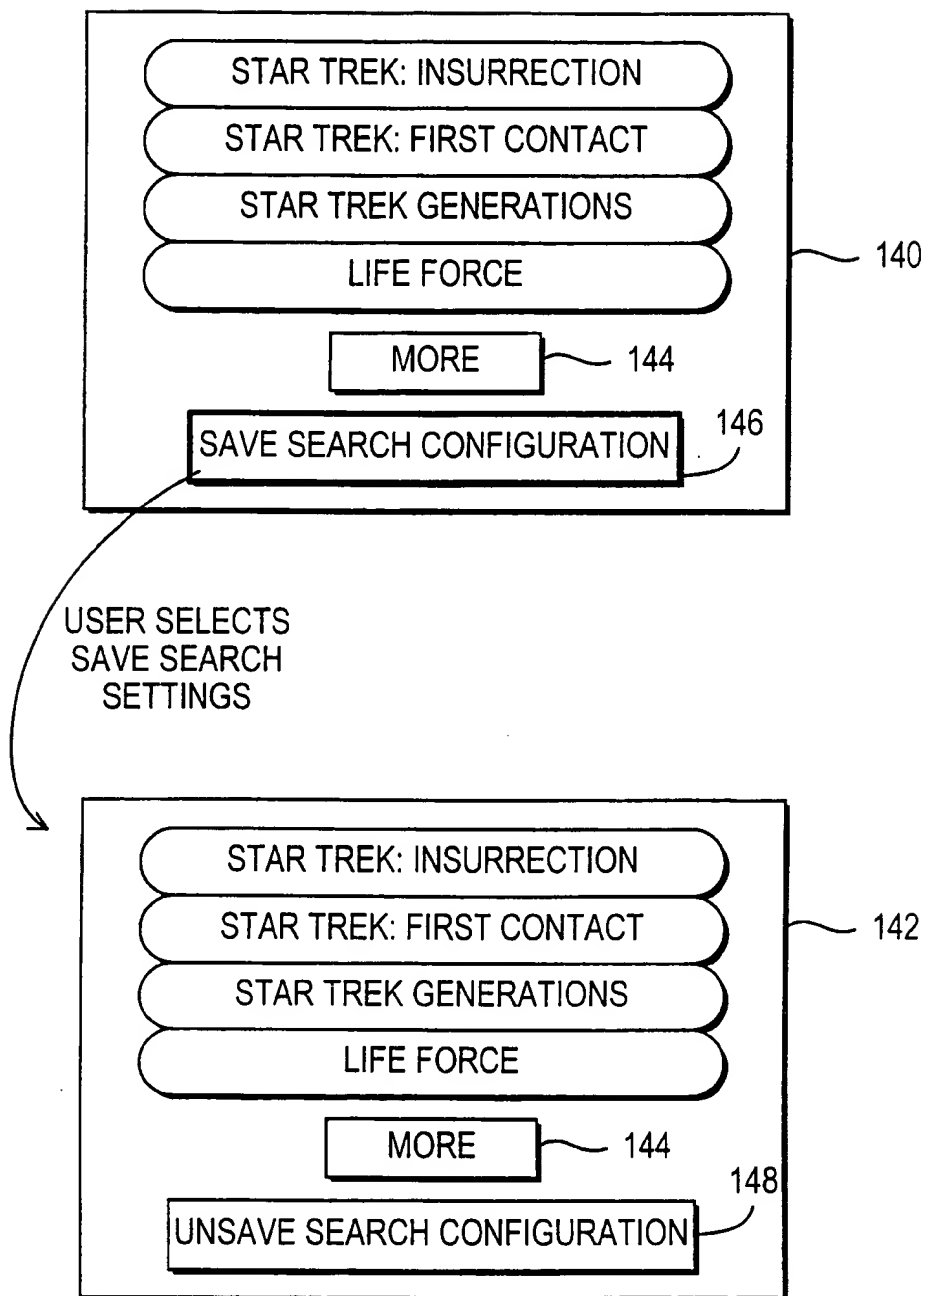 STAR TREK: INSURRECTION
STAR TREK: FIRST CONTACT
STAR TREK GENERATIONS
LIFE FORCE
140
MORE
144
SAVE SEARCH CONFIGURATION
146
USER SELECTS
SAVE SEARCH
SETTINGS
STAR TREK: INSURRECTION
STAR TREK: FIRST CONTACT
142
STAR TREK GENERATIONS
LIFE FORCE
MORE
144
148
UNSAVE SEARCH CONFIGURATION